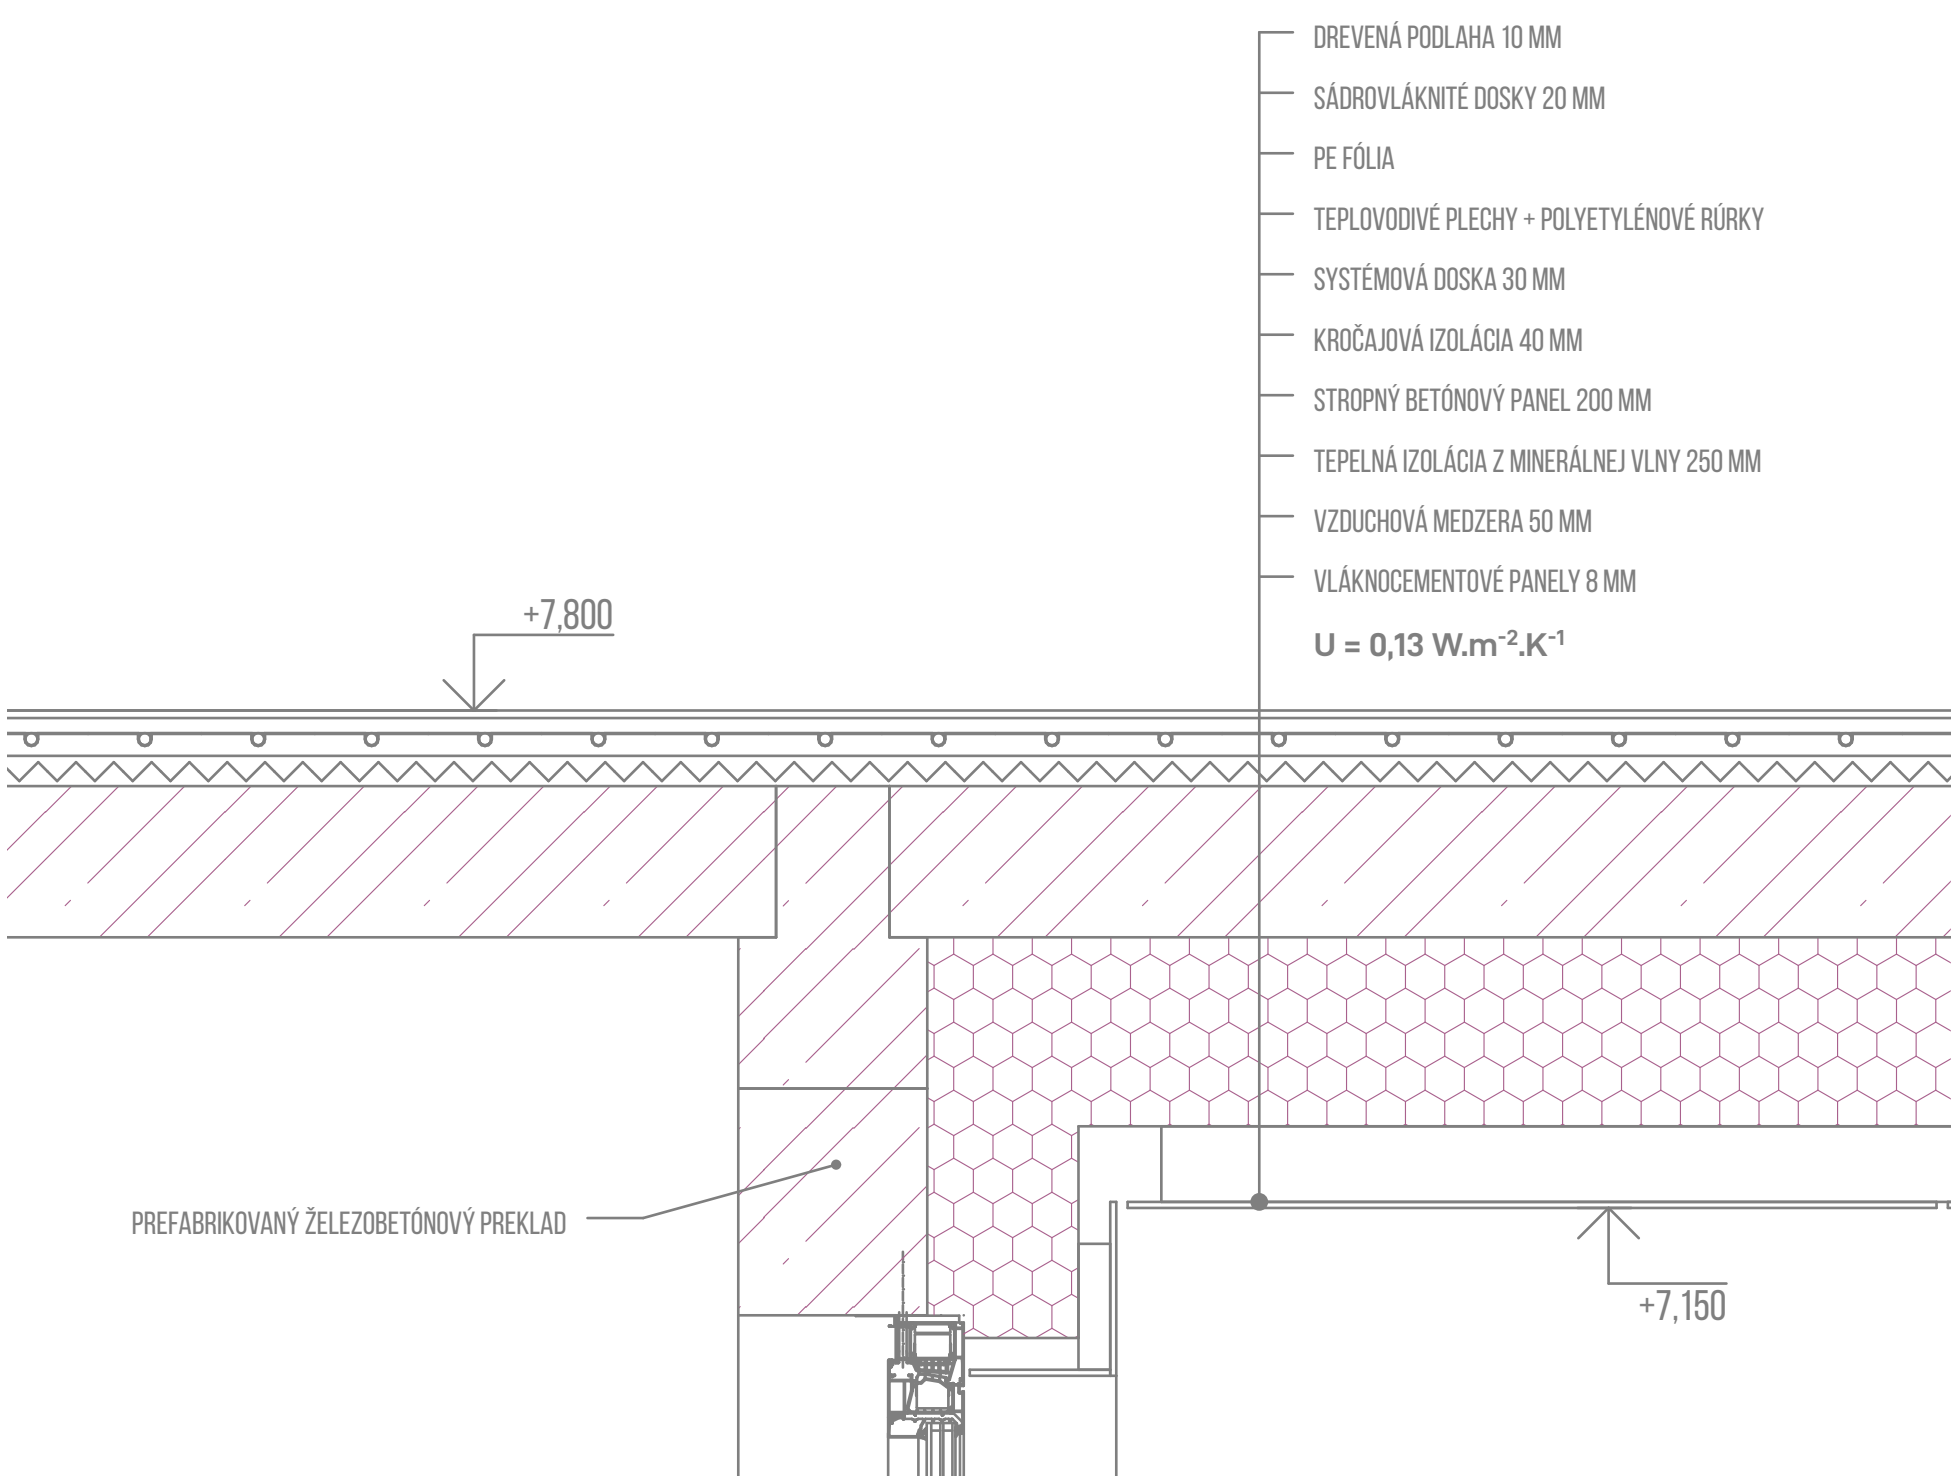 DREVENÁ PODLAHA 10 MM
SÁDROVLÁKNITÉ DOSKY 20 MM
PE FÓLIA
TEPLOVODIVÉ PLECHY + POLYETYLÉNOVÉ RÚRKY
SYSTÉMOVÁ DOSKA 30 MM
KROČAJOVÁ IZOLÁCIA 40 MM
STROPNÝ BETÓNOVÝ PANEL 200 MM
TEPELNÁ IZOLÁCIA Z MINERÁLNEJ VLNY 250 MM
VZDUCHOVÁ MEDZERA 50 MM
VLÁKNOCEMENTOVÉ PANELY 8 MM
U = 0,13 W.m⁻².K⁻¹
+7,800
PREFABRIKOVANÝ ŽELEZOBETÓNOVÝ PREKLAD
+7,150